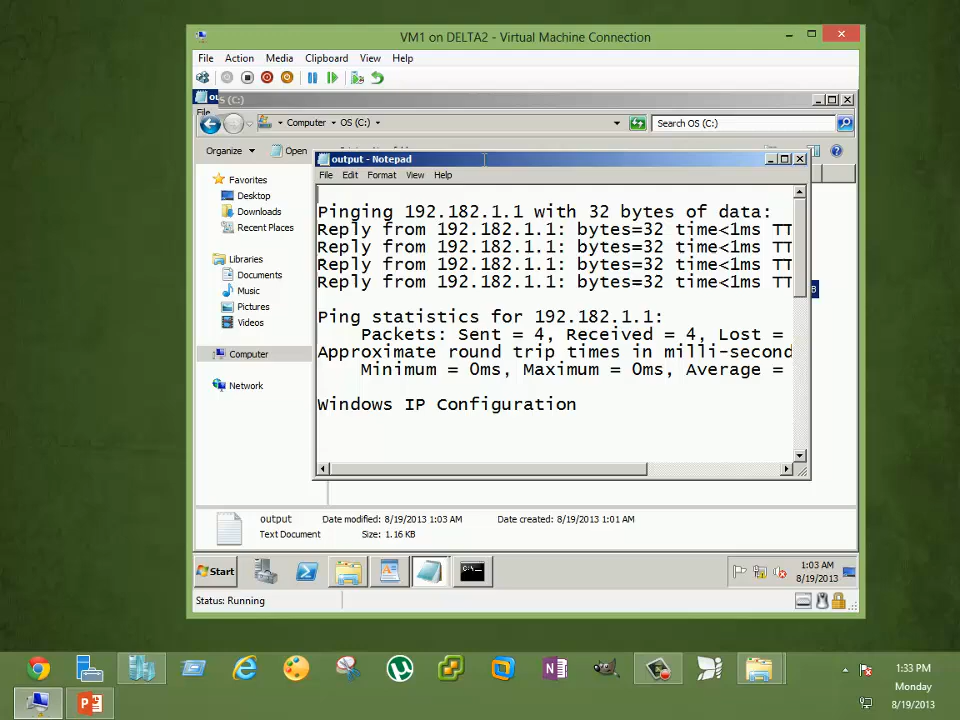 VM1 on DELTA2 - Virtual Machine Connection
File Action Media Clipboard View Help
S (C:)
File
Computer OS (C:)
Search OS (C:)
Organize Open
output - Notepad
File Edit Format View Help
Favorites
Desktop
Downloads
Recent Places
Libraries
Documents
Music
Pictures
Videos
Computer
Network
Pinging 192.182.1.1 with 32 bytes of data:
Reply from 192.182.1.1: bytes=32 time<1ms TT
Reply from 192.182.1.1: bytes=32 time<1ms TT
Reply from 192.182.1.1: bytes=32 time<1ms TT
Reply from 192.182.1.1: bytes=32 time<1ms TT
Ping statistics for 192.182.1.1:
Packets: Sent = 4, Received = 4, Lost =
Approximate round trip times in milli-second
Minimum = 0ms, Maximum = 0ms, Average =
Windows IP Configuration
output Date modified: 8/19/2013 1:03 AM Date created: 8/19/2013 1:01 AM
Text Document Size: 1.16 KB
Start
1:03 AM
8/19/2013
Status: Running
1:33 PM
Monday
8/19/2013